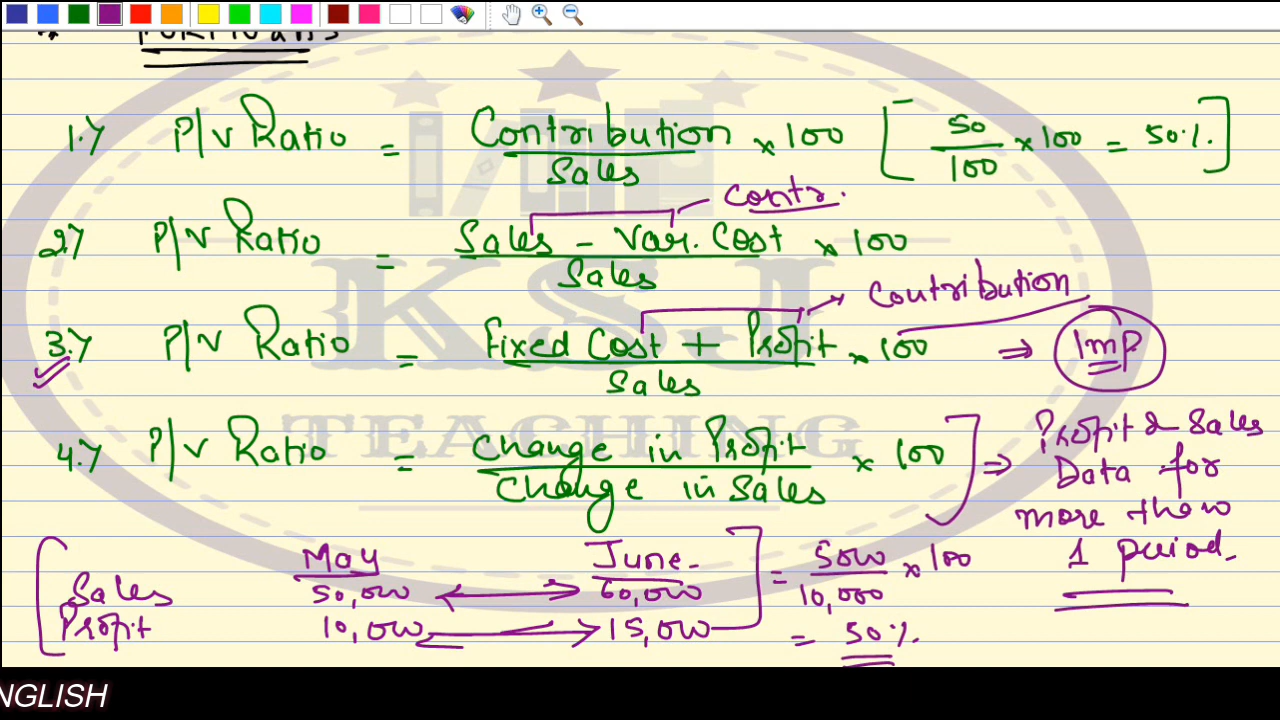 1.) P/V Ratio = Contribution / Sales × 100 [ 50 / 100 × 100 = 50%. ]
contr.
2) P/V Ratio = Sales - Var. Cost / Sales × 100
Contribution
3.) P/V Ratio = Fixed Cost + Profit / Sales × 100 ⇒ Imp
4.) P/V Ratio = Change in Profit / Change in Sales × 100 ] ⇒ Profit & Sales
Data for
more than
1 period.
May June
Sales 50,000 60,000
Profit 10,000 15,000
= 5000 / 10,000 × 100
= 50%.
KSJ
TEACHING
NGLISH